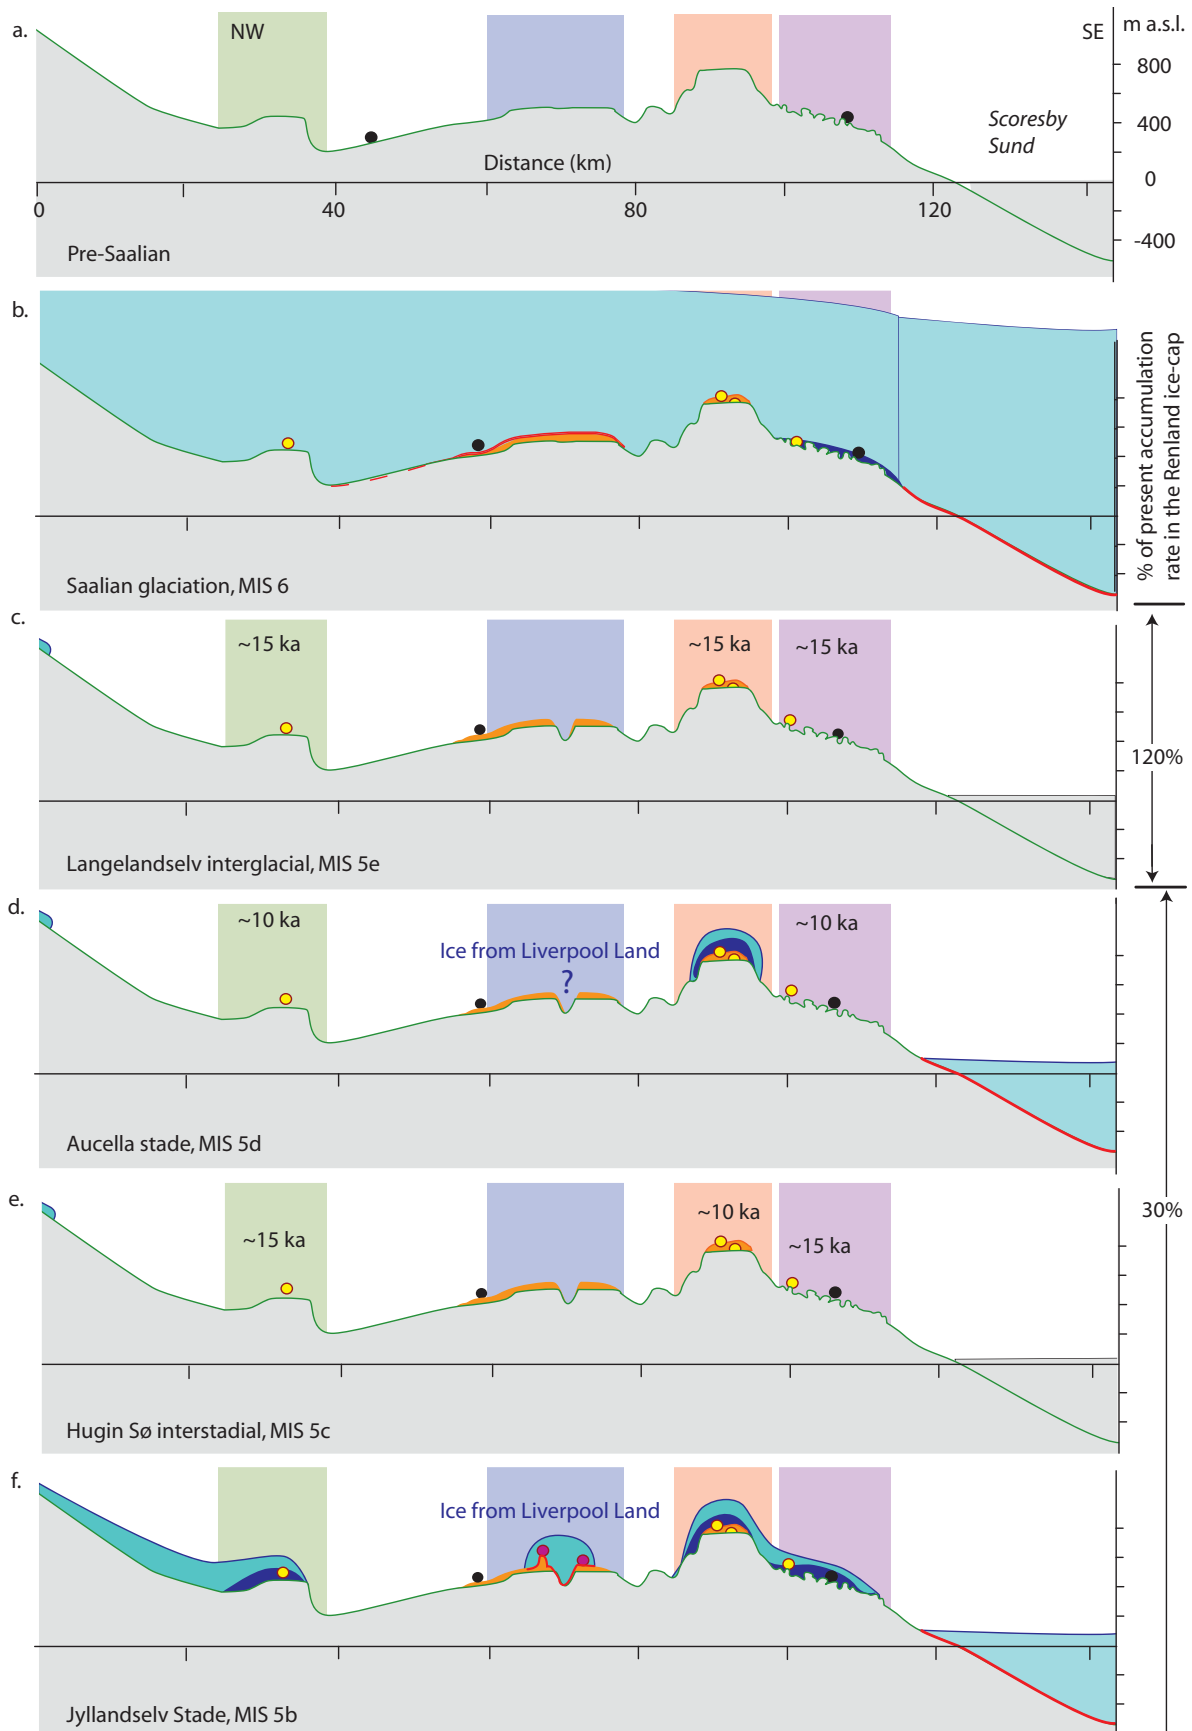 a.
NW
SE
m a.s.l.
800
400
0
-400
Scoresby
Sund
Distance (km)
0
40
80
120
Pre-Saalian
b.
Saalian glaciation, MIS 6
% of present accumulation
rate in the Renland ice-cap
c.
~15 ka
~15 ka
~15 ka
120%
Langelandselv interglacial, MIS 5e
d.
~10 ka
~10 ka
Ice from Liverpool Land
?
Aucella stade, MIS 5d
e.
~15 ka
~10 ka
~15 ka
30%
Hugin Sø interstadial, MIS 5c
f.
Ice from Liverpool Land
Jyllandselv Stade, MIS 5b